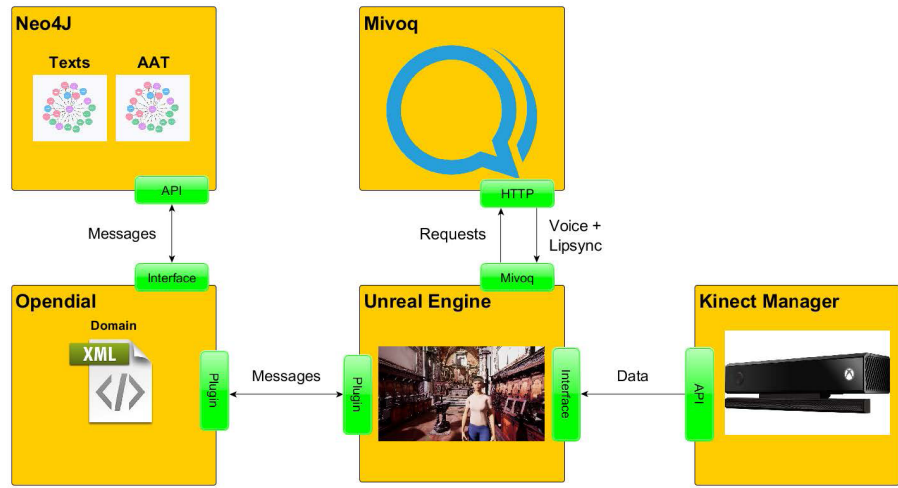 Neo4J
Texts
AAT
API
Mivoq
HTTP
Messages
Requests
Voice +
Lipsync
Interface
Mivoq
Opendial
Domain
XML
</>
Plugin
Messages
Unreal Engine
Plugin
Interface
Data
Kinect Manager
API